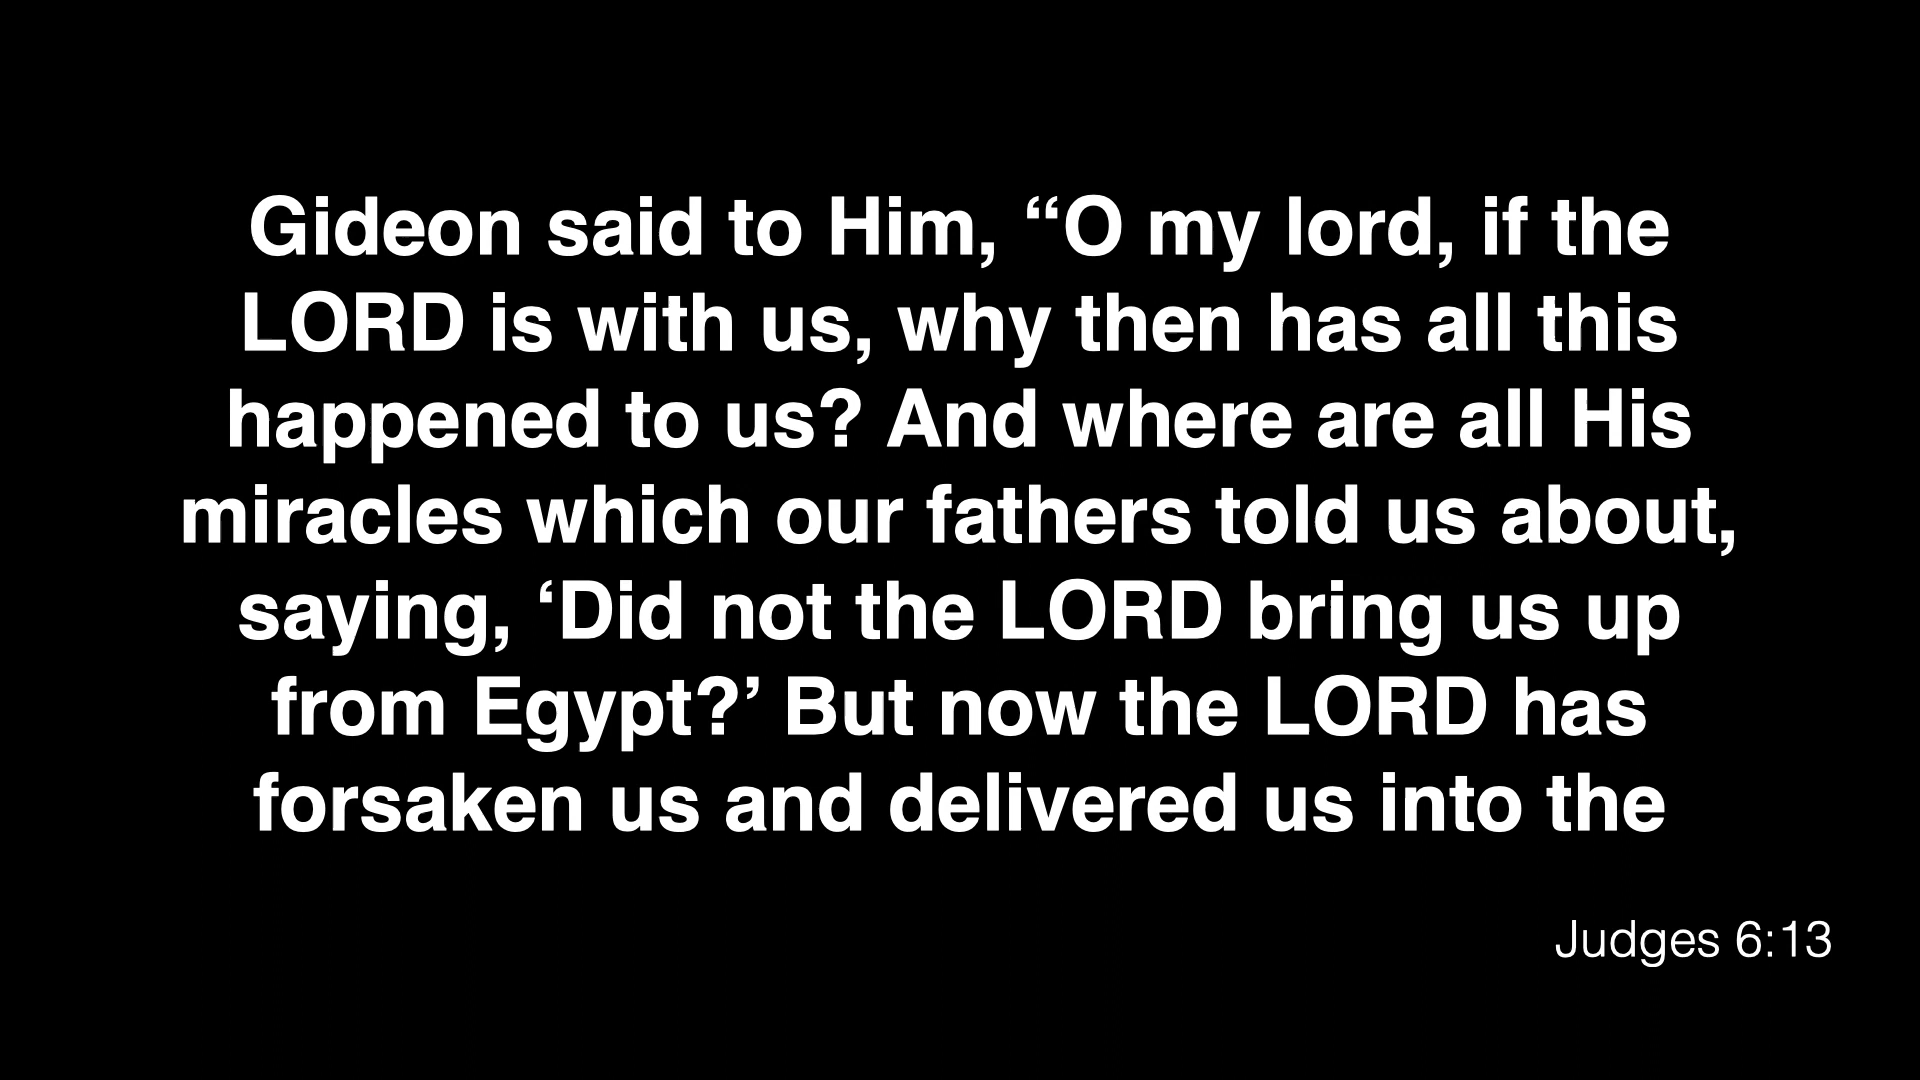 Gideon said to Him, “O my lord, if the
LORD is with us, why then has all this
happened to us? And where are all His
miracles which our fathers told us about,
saying, ‘Did not the LORD bring us up
from Egypt?’ But now the LORD has
forsaken us and delivered us into the
Judges 6:13